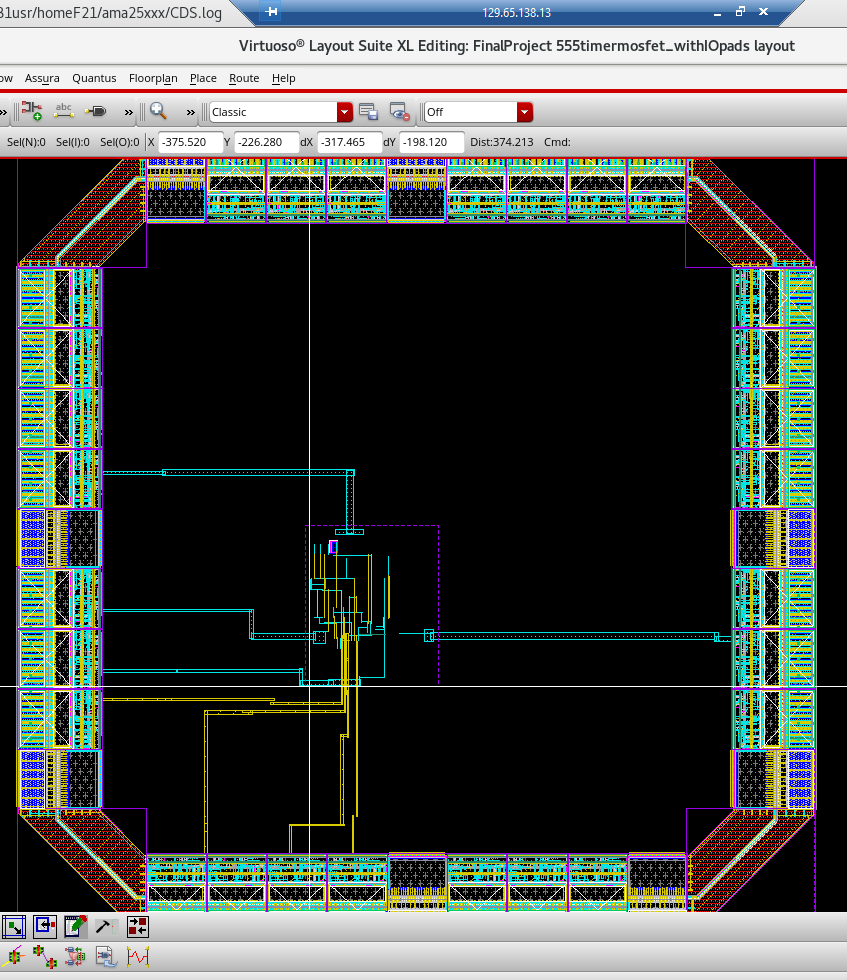 31usr/homeF21/ama25xxx/CDS.log
129.65.138.13
Virtuoso® Layout Suite XL Editing: FinalProject 555timermosfet_withIOpads layout
ow Assura Quantus Floorplan Place Route Help
» abc » » Classic Off
Sel(N):0 Sel(I):0 Sel(O):0 X -375.520 Y -226.280 dX -317.465 dY -198.120 Dist:374.213 Cmd: